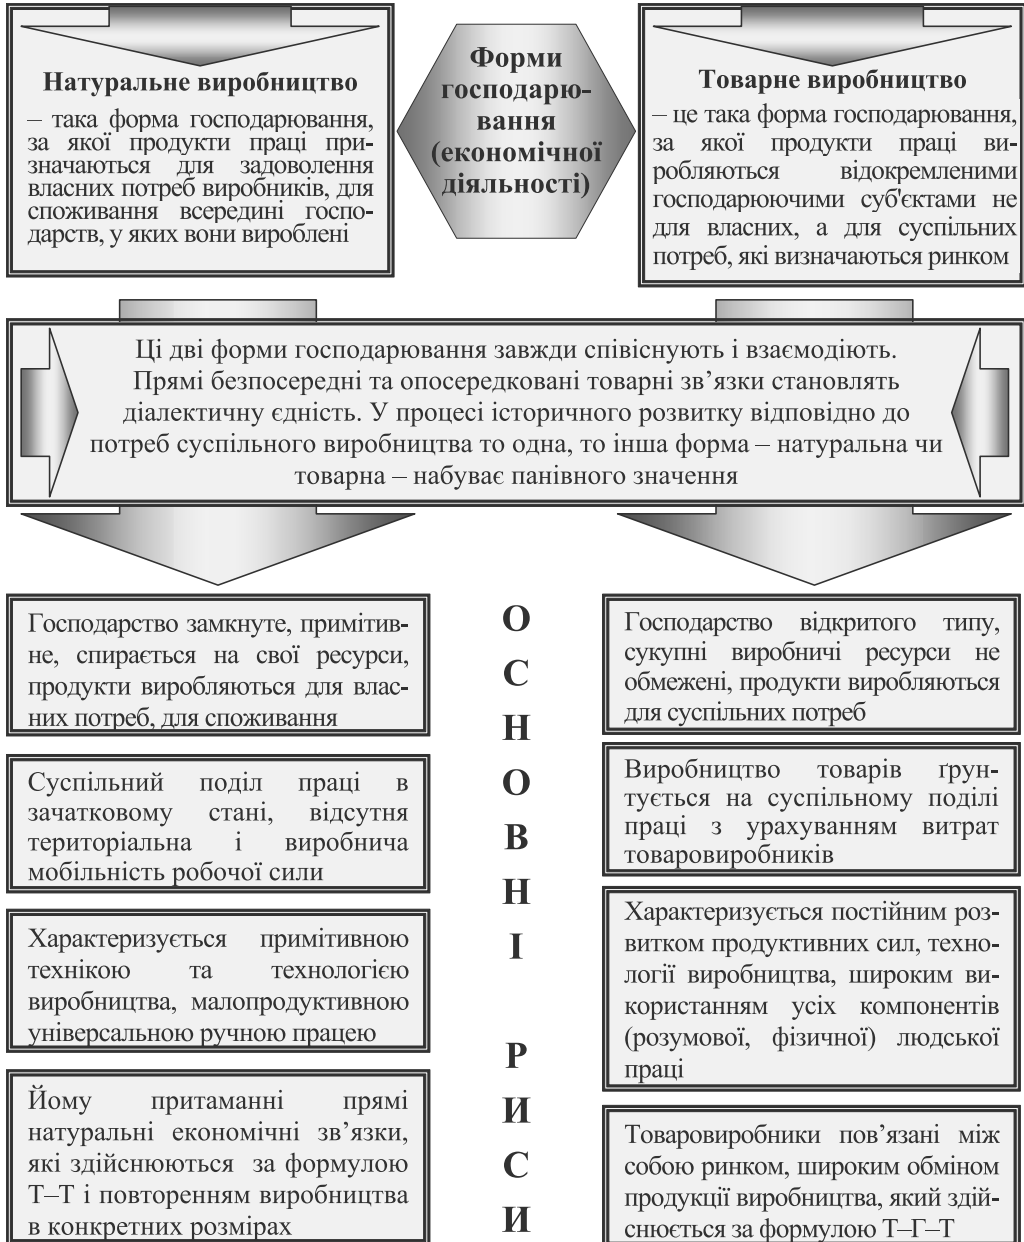 Натуральне виробництво
– така форма господарювання,
за якої продукти праці при-
значаються для задоволення
власних потреб виробників, для
споживання всередині госпо-
дарств, у яких вони вироблені
Форми
господарю-
вання
(економічної
діяльності)
Товарне виробництво
– це така форма господарювання,
за якої продукти праці ви-
робляються відокремленими
господарюючими суб'єктами не
для власних, а для суспільних
потреб, які визначаються ринком
Ці дві форми господарювання завжди співіснують і взаємодіють.
Прямі безпосередні та опосередковані товарні зв’язки становлять
діалектичну єдність. У процесі історичного розвитку відповідно до
потреб суспільного виробництва то одна, то інша форма – натуральна чи
товарна – набуває панівного значення
Господарство замкнуте, примітив-
не, спирається на свої ресурси,
продукти виробляються для влас-
них потреб, для споживання
Суспільний поділ праці в
зачатковому стані, відсутня
територіальна і виробнича
мобільність робочої сили
Характеризується примітивною
технікою та технологією
виробництва, малопродуктивною
універсальною ручною працею
Йому притаманні прямі
натуральні економічні зв’язки,
які здійснюються за формулою
Т–Т і повторенням виробництва
в конкретних розмірах
О
С
Н
О
В
Н
І
Р
И
С
И
Господарство відкритого типу,
сукупні виробничі ресурси не
обмежені, продукти виробляються
для суспільних потреб
Виробництво товарів ґрун-
тується на суспільному поділі
праці з урахуванням витрат
товаровиробників
Характеризується постійним роз-
витком продуктивних сил, техно-
логії виробництва, широким ви-
користанням усіх компонентів
(розумової, фізичної) людської
праці
Товаровиробники пов’язані між
собою ринком, широким обміном
продукції виробництва, який здій-
снюється за формулою Т–Г–Т